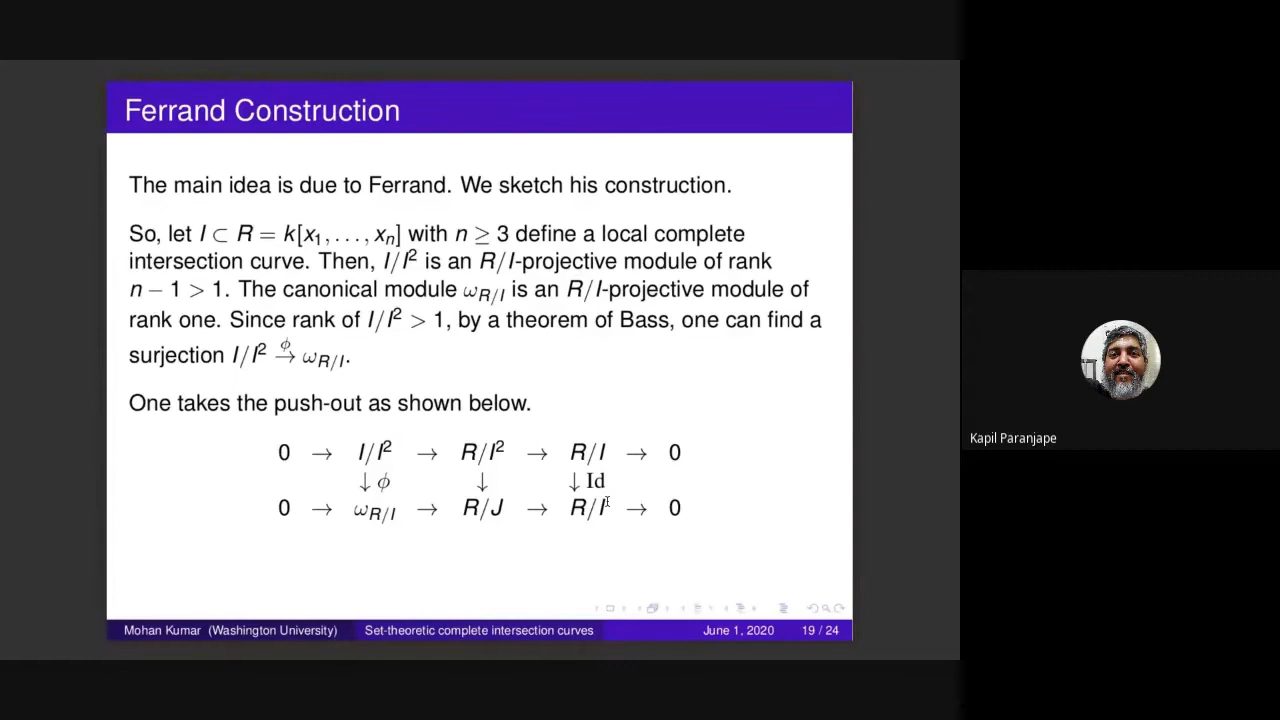 Ferrand Construction
The main idea is due to Ferrand. We sketch his construction.
So, let I ⊂ R = k[x₁, . . . , xₙ] with n ≥ 3 define a local complete
intersection curve. Then, I/I² is an R/I-projective module of rank
n − 1 > 1. The canonical module ω_{R/I} is an R/I-projective module of
rank one. Since rank of I/I² > 1, by a theorem of Bass, one can find a
surjection I/I² →^ϕ ω_{R/I}.
One takes the push-out as shown below.
0 → I/I² → R/I² → R/I → 0
↓ ϕ ↓ ↓ Id
0 → ω_{R/I} → R/J → R/I → 0
Mohan Kumar (Washington University) Set-theoretic complete intersection curves June 1, 2020 19 / 24
Kapil Paranjape